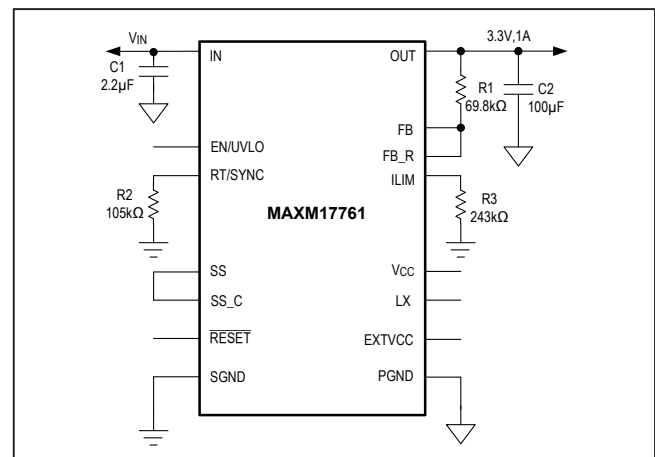 VIN
IN
OUT
3.3V,1A
C1
2.2µF
R1
69.8kΩ
C2
100µF
FB
EN/UVLO
FB_R
RT/SYNC
ILIM
R2
105kΩ
MAXM17761
R3
243kΩ
SS
VCC
SS_C
LX
RESET
EXTVCC
SGND
PGND